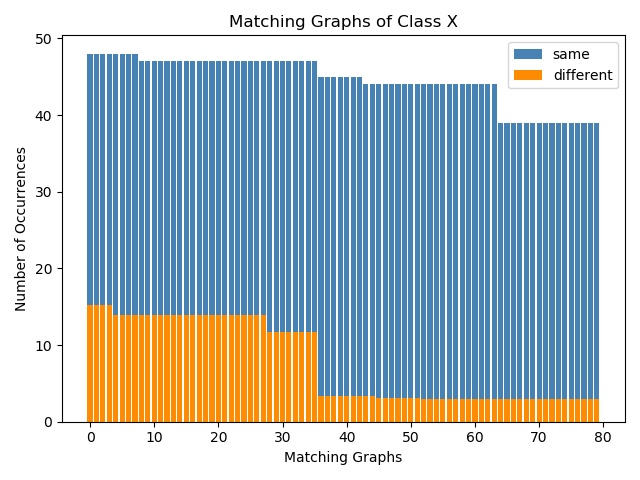 Matching Graphs of Class X
same
different
Number of Occurrences
50
40
30
20
10
0
0 10 20 30 40 50 60 70 80
Matching Graphs